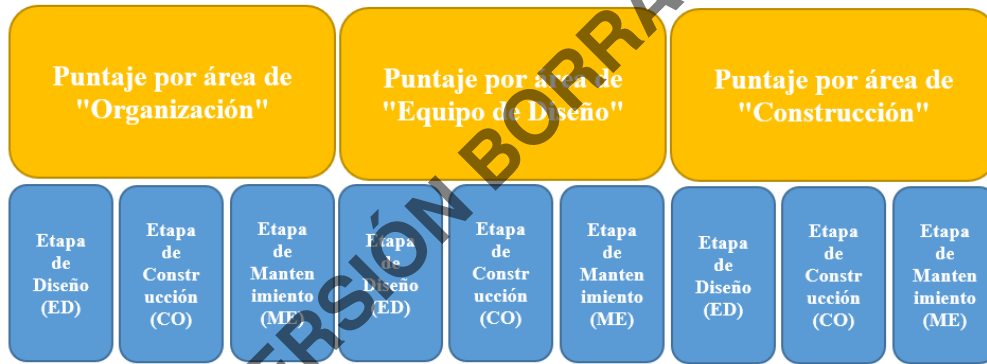 Puntaje por área de
"Organización"
Puntaje por área de
"Equipo de Diseño"
Puntaje por área de
"Construcción"
Etapa
de
Diseño
(ED)
Etapa
de
Constr
ucción
(CO)
Etapa
de
Manten
imiento
(ME)
Etapa
de
Diseño
(ED)
Etapa
de
Constr
ucción
(CO)
Etapa
de
Manten
imiento
(ME)
Etapa
de
Diseño
(ED)
Etapa
de
Constr
ucción
(CO)
Etapa
de
Manten
imiento
(ME)
ERSIÓN BORRA